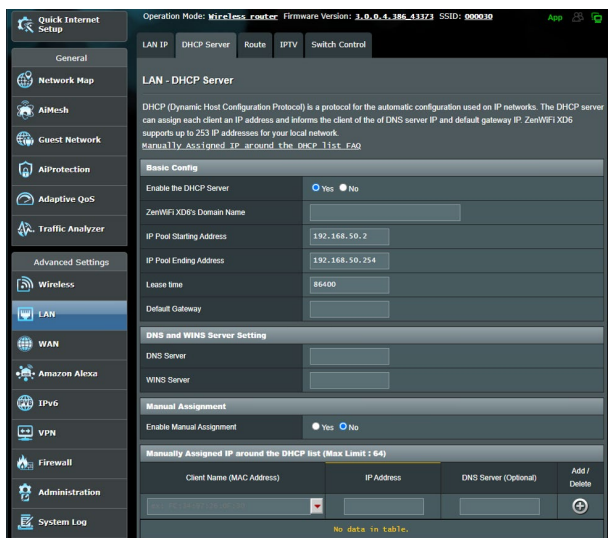 Quick Internet
Setup
General
Network Map
AiMesh
Guest Network
AiProtection
Adaptive QoS
Traffic Analyzer
Advanced Settings
Wireless
LAN
WAN
Amazon Alexa
IPv6
VPN
Firewall
Administration
System Log
Operation Mode: Wireless router Firmware Version: 3.0.0.4.386_43373 SSID: 000030 App
LAN IP DHCP Server Route IPTV Switch Control
LAN - DHCP Server
DHCP (Dynamic Host Configuration Protocol) is a protocol for the automatic configuration used on IP networks. The DHCP server
can assign each client an IP address and informs the client of the of DNS server IP and default gateway IP. ZenWiFi XD6
supports up to 253 IP addresses for your local network.
Manually Assigned IP around the DHCP list FAQ
Basic Config
Enable the DHCP Server Yes No
ZenWiFi XD6's Domain Name
IP Pool Starting Address 192.168.50.2
IP Pool Ending Address 192.168.50.254
Lease time 86400
Default Gateway
DNS and WINS Server Setting
DNS Server
WINS Server
Manual Assignment
Enable Manual Assignment Yes No
Manually Assigned IP around the DHCP list (Max Limit : 64)
Client Name (MAC Address) IP Address DNS Server (Optional) Add /
Delete
No data in table.